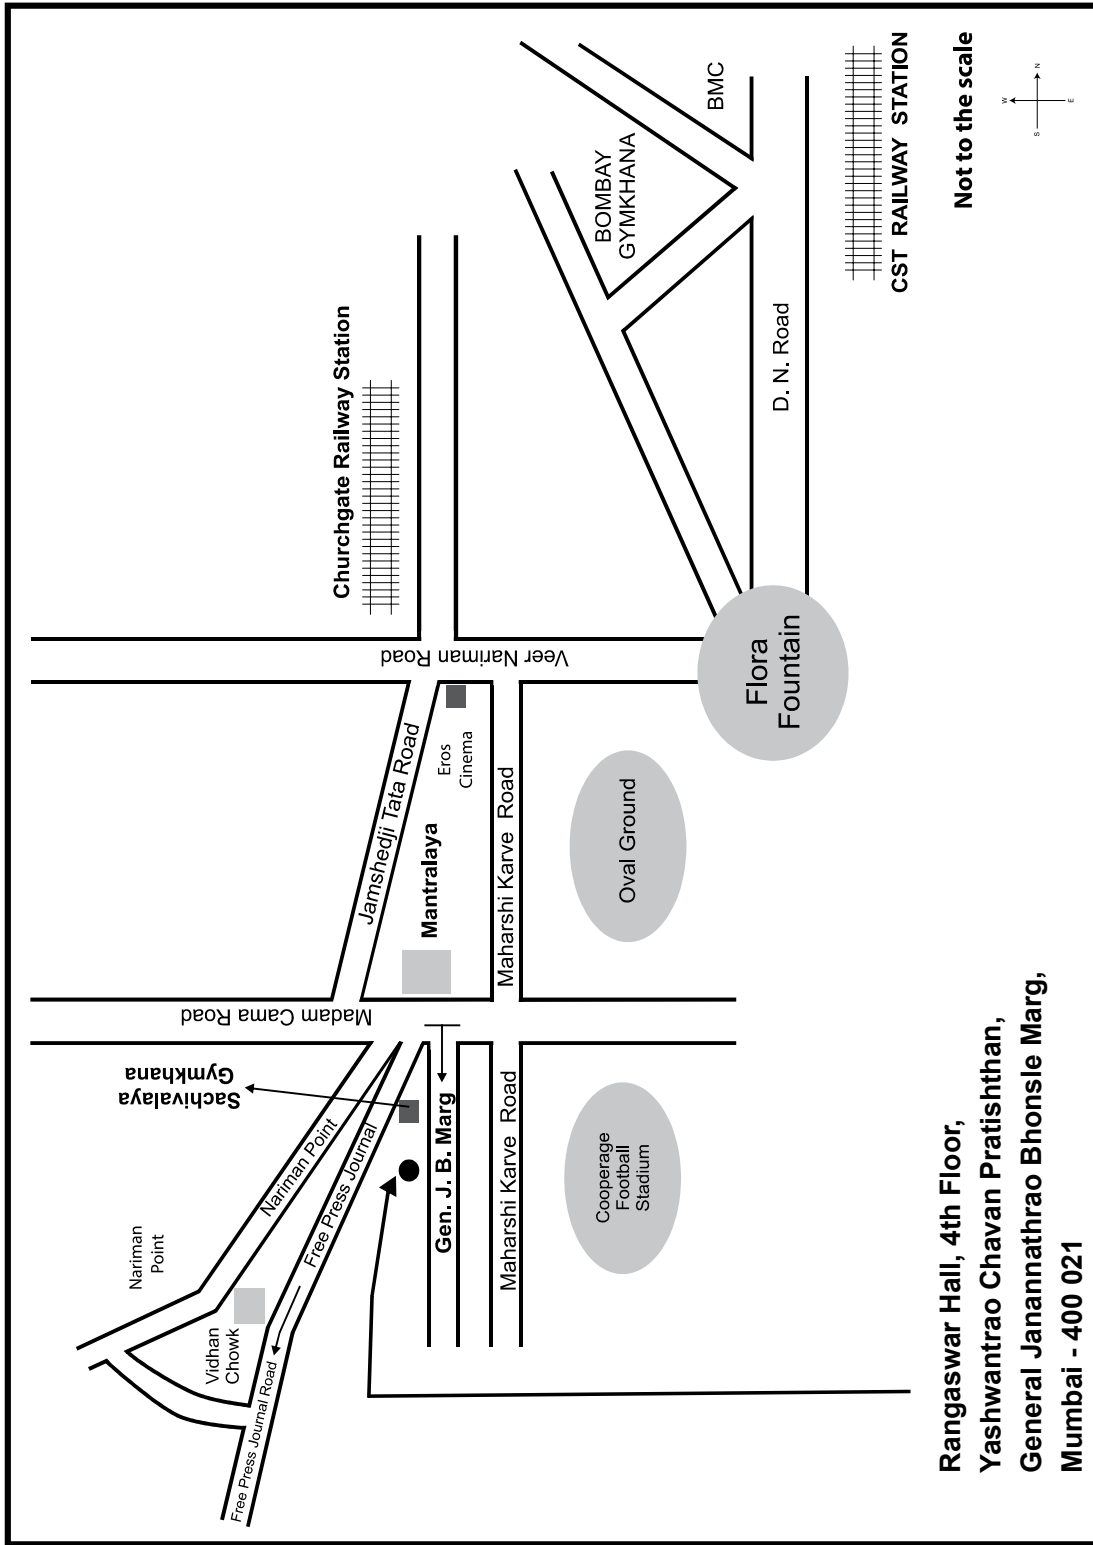 Churchgate Railway Station
BOMBAY
GYMKHANA
BMC
CST RAILWAY STATION
Not to the scale
W
N
S
E
D. N. Road
Veer Nariman Road
Flora
Fountain
Jamshedji Tata Road
Eros
Cinema
Mantralaya
Maharshi Karve Road
Oval Ground
Madam Cama Road
Sachivalaya
Gymkhana
Nariman
Point
Nariman Point
Free Press Journal
Vidhan
Chowk
Free Press Journal Road
Gen. J. B. Marg
Maharshi Karve Road
Cooperage
Football
Stadium
Rangaswar Hall, 4th Floor,
Yashwantrao Chavan Pratishthan,
General Janannathrao Bhonsle Marg,
Mumbai - 400 021